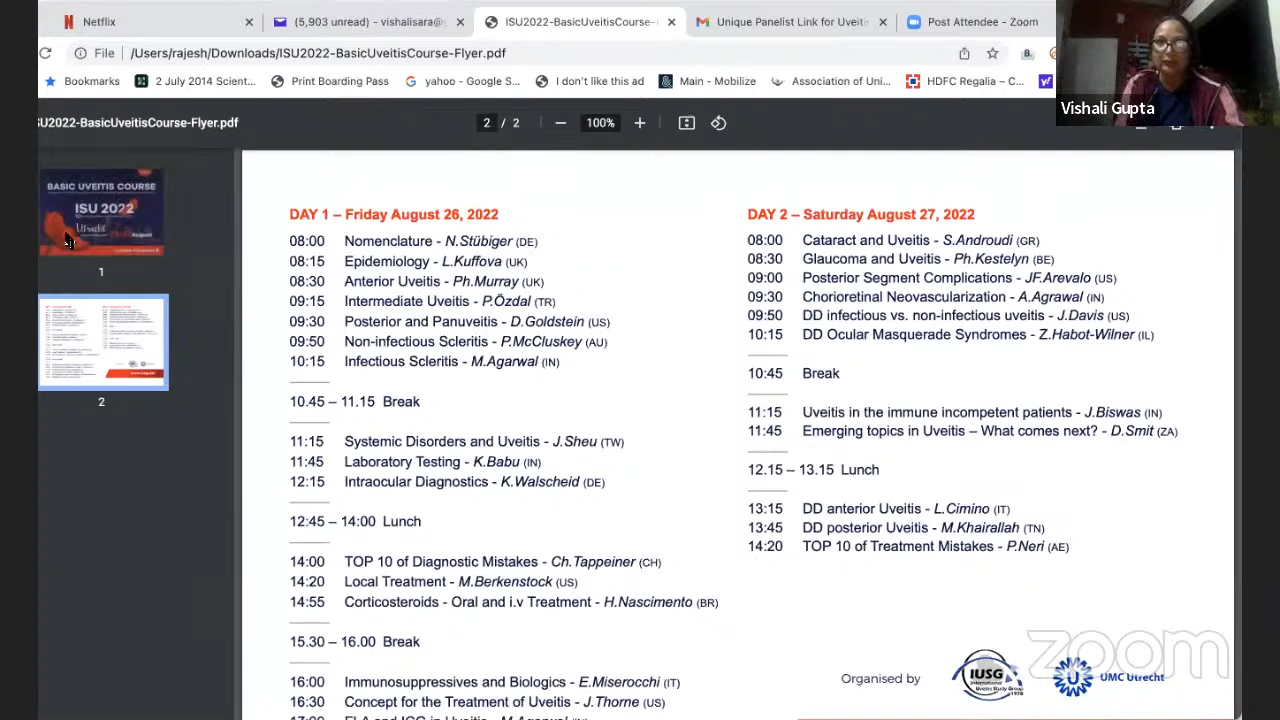 Netflix
(5,903 unread) - vishalisara@
ISU2022-BasicUveitisCourse-
Unique Panelist Link for Uveiti
Post Attendee - Zoom
File /Users/rajesh/Downloads/ISU2022-BasicUveitisCourse-Flyer.pdf
Bookmarks
2 July 2014 Scient...
Print Boarding Pass
yahoo - Google S...
I don't like this ad
Main - Mobilize
Association of Uni...
HDFC Regalia – C...
Vishali Gupta
SU2022-BasicUveitisCourse-Flyer.pdf
2 / 2
100%
BASIC UVEITIS COURSE
ISU 2022
Utrecht
1
2
DAY 1 – Friday August 26, 2022
08:00 Nomenclature - N.Stübiger (DE)
08:15 Epidemiology - L.Kuffova (UK)
08:30 Anterior Uveitis - Ph.Murray (UK)
09:15 Intermediate Uveitis - P.Özdal (TR)
09:30 Posterior and Panuveitis - D.Goldstein (US)
09:50 Non-infectious Scleritis - P.McCluskey (AU)
10:15 Infectious Scleritis - M.Agarwal (IN)
10.45 – 11.15 Break
11:15 Systemic Disorders and Uveitis - J.Sheu (TW)
11:45 Laboratory Testing - K.Babu (IN)
12:15 Intraocular Diagnostics - K.Walscheid (DE)
12:45 – 14:00 Lunch
14:00 TOP 10 of Diagnostic Mistakes - Ch.Tappeiner (CH)
14:20 Local Treatment - M.Berkenstock (US)
14:55 Corticosteroids - Oral and i.v Treatment - H.Nascimento (BR)
15.30 – 16.00 Break
16:00 Immunosuppressives and Biologics - E.Miserocchi (IT)
16:30 Concept for the Treatment of Uveitis - J.Thorne (US)
DAY 2 – Saturday August 27, 2022
08:00 Cataract and Uveitis - S.Androudi (GR)
08:30 Glaucoma and Uveitis - Ph.Kestelyn (BE)
09:00 Posterior Segment Complications - JF.Arevalo (US)
09:30 Chorioretinal Neovascularization - A.Agrawal (IN)
09:50 DD infectious vs. non-infectious uveitis - J.Davis (US)
10:15 DD Ocular Masquerade Syndromes - Z.Habot-Wilner (IL)
10:45 Break
11:15 Uveitis in the immune incompetent patients - J.Biswas (IN)
11:45 Emerging topics in Uveitis – What comes next? - D.Smit (ZA)
12.15 – 13.15 Lunch
13:15 DD anterior Uveitis - L.Cimino (IT)
13:45 DD posterior Uveitis - M.Khairallah (TN)
14:20 TOP 10 of Treatment Mistakes - P.Neri (AE)
Organised by
IUSG
International
Uveitis Study Group
UMC Utrecht
zoom